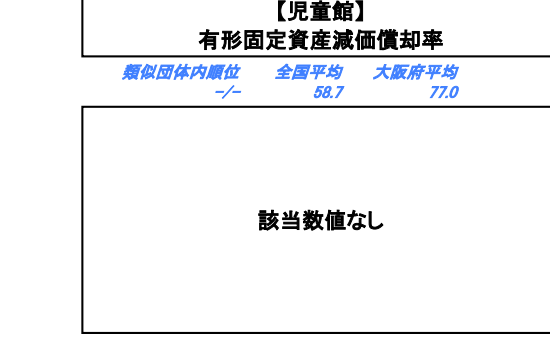 【児童館】
有形固定資産減価償却率
類似団体内順位 全国平均 大阪府平均
-/- 58.7 77.0
該当数値なし